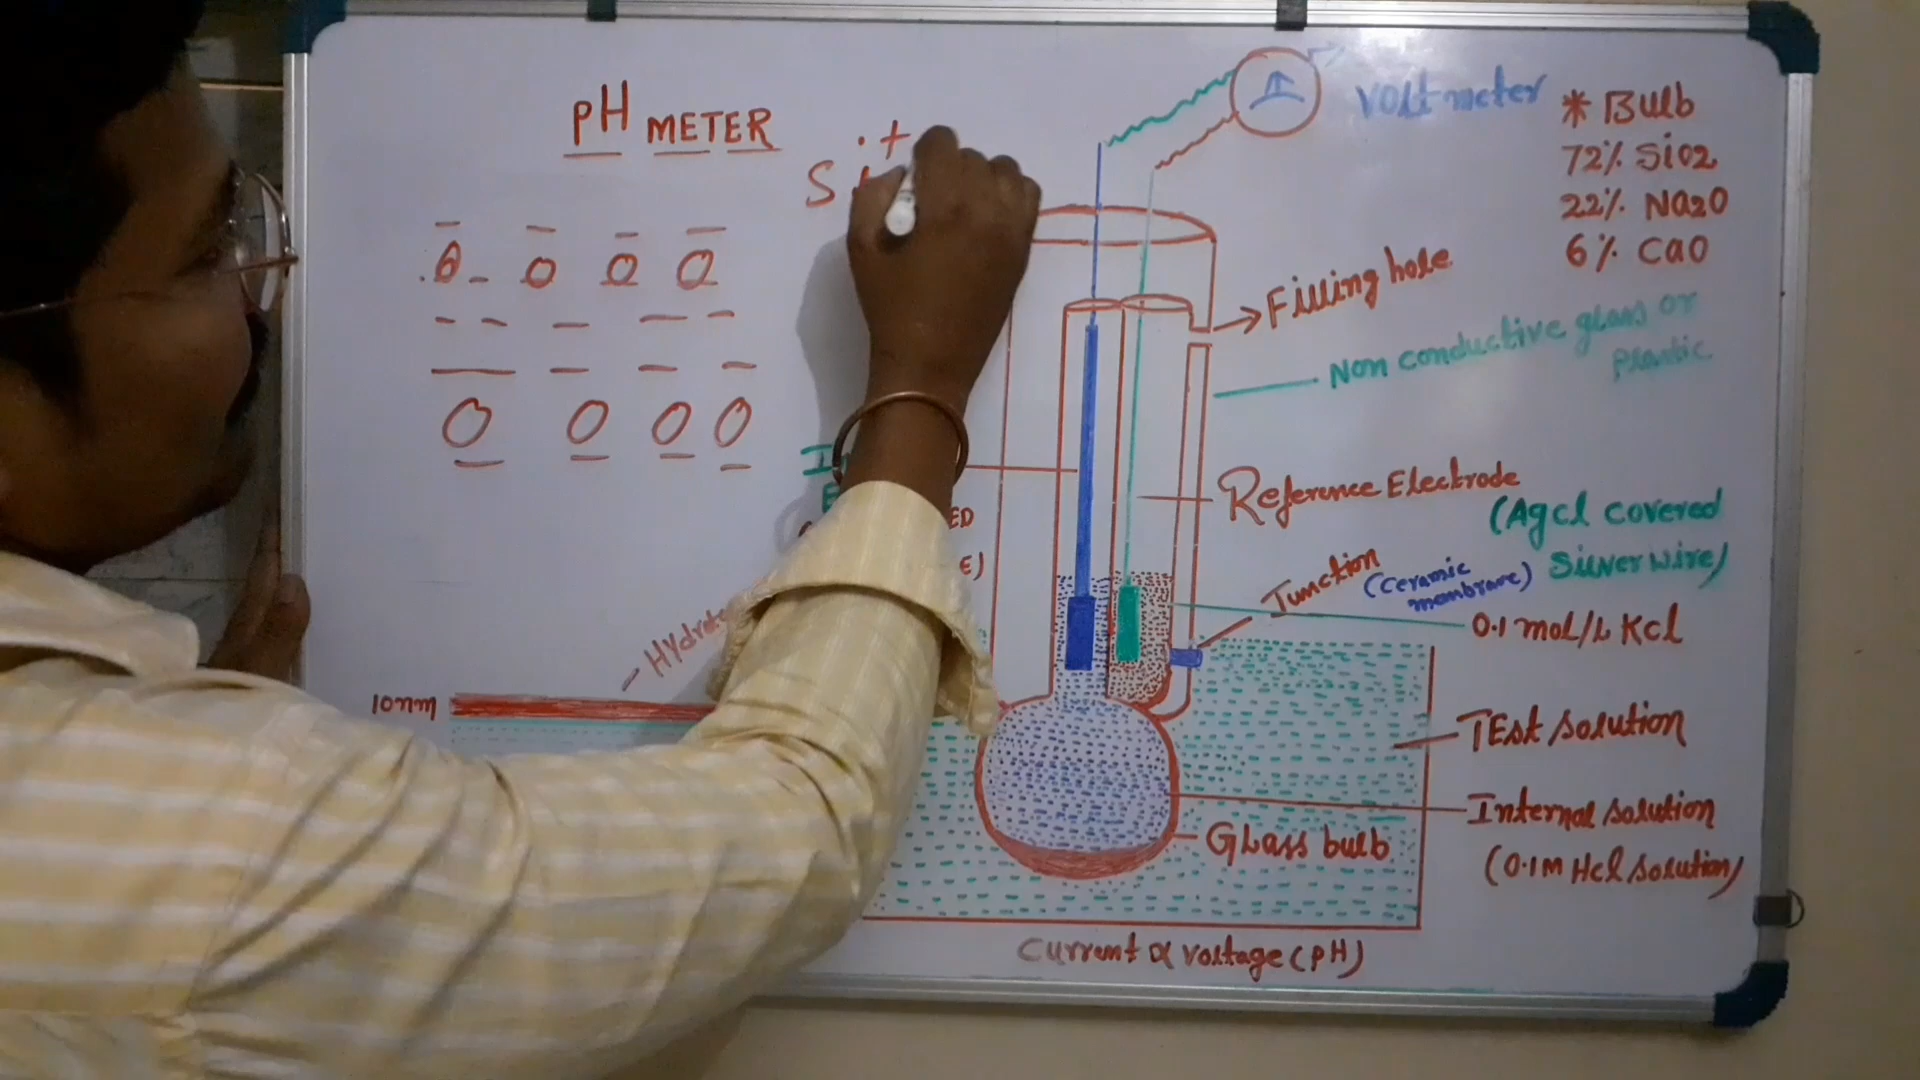 pH METER
Si +
O O O O
O O O O
Voltmeter
* Bulb
72% SiO2
22% Na2O
6% CaO
Filling hole
Non conductive glass or
Plastic
Reference Electrode
(Agcl covered
Silver wire)
Junction
(ceramic
membrane)
0.1 mol/L Kcl
10nm
TEst solution
Internal solution
(0.1M Hcl solution)
Glass bulb
Current α voltage (pH)